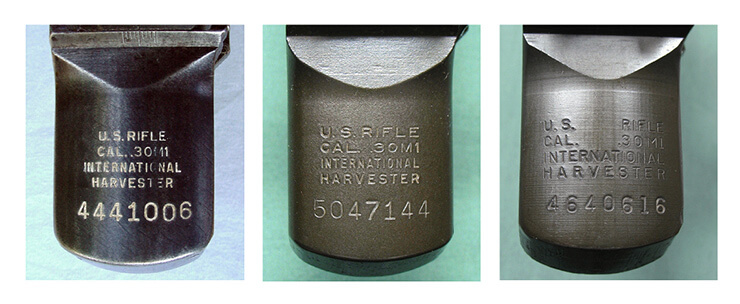 U.S. RIFLE
CAL. .30M1
INTERNATIONAL
HARVESTER
4441006
U.S. RIFLE
CAL. .30M1
INTERNATIONAL
HARVESTER
5047144
U.S. RIFLE
CAL. .30M1
INTERNATIONAL
HARVESTER
4640616